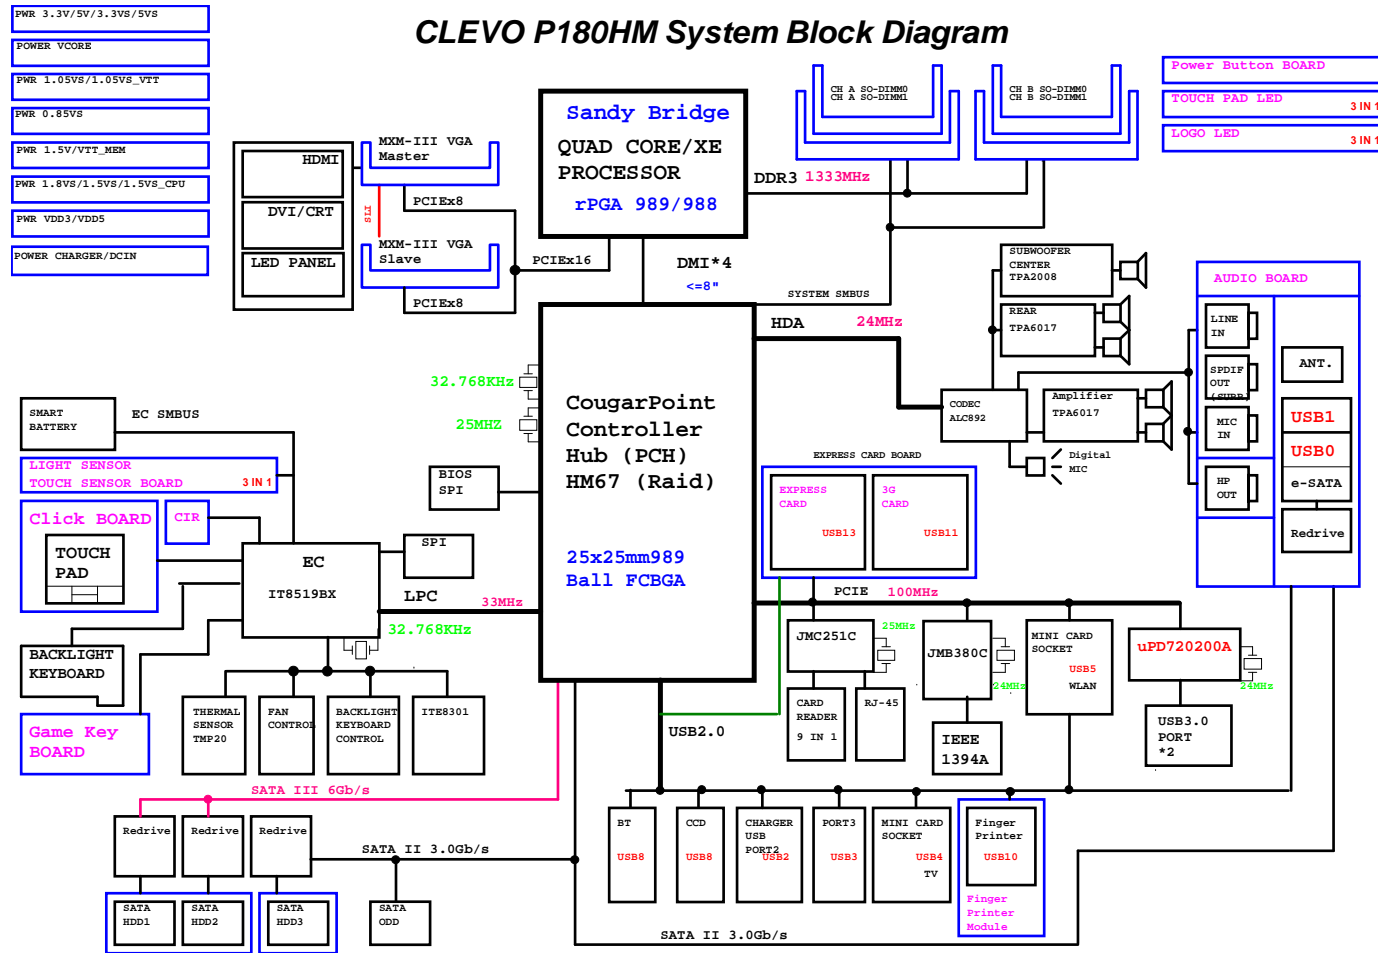 CLEVO P180HM System Block Diagram
PWR 3.3V/5V/3.3VS/5VS
POWER VCORE
PWR 1.05VS/1.05VS_VTT
PWR 0.85VS
PWR 1.5V/VTT_MEM
PWR 1.8VS/1.5VS/1.5VS_CPU
PWR VDD3/VDD5
POWER CHARGER/DCIN
HDMI
DVI/CRT
LED PANEL
MXM-III VGA
Master
PCIEx8
SLI
MXM-III VGA
Slave
PCIEx8
PCIEx16
Sandy Bridge
QUAD CORE/XE
PROCESSOR
rPGA 989/988
DMI*4
<=8"
CH A SO-DIMM0
CH A SO-DIMM1
CH B SO-DIMM0
CH B SO-DIMM1
DDR3 1333MHz
SYSTEM SMBUS
Power Button BOARD
TOUCH PAD LED
3 IN 1
LOGO LED
3 IN 1
HDA 24MHz
SUBWOOFER
CENTER
TPA2008
REAR
TPA6017
CODEC
ALC892
Amplifier
TPA6017
Digital
MIC
AUDIO BOARD
LINE
IN
SPDIF
OUT
(SURR)
MIC
IN
HP
OUT
ANT.
USB1
USB0
e-SATA
Redrive
32.768KHz
25MHZ
CougarPoint
Controller
Hub (PCH)
HM67 (Raid)
25x25mm989
Ball FCBGA
BIOS
SPI
SMART
BATTERY
EC SMBUS
LIGHT SENSOR
TOUCH SENSOR BOARD
3 IN 1
Click BOARD
TOUCH
PAD
CIR
EC
IT8519BX
SPI
LPC
33MHz
32.768KHz
BACKLIGHT
KEYBOARD
Game Key
BOARD
THERMAL
SENSOR
TMP20
FAN
CONTROL
BACKLIGHT
KEYBOARD
CONTROL
ITE8301
EXPRESS CARD BOARD
EXPRESS
CARD
USB13
3G
CARD
USB11
PCIE 100MHz
JMC251C
25MHz
CARD
READER
9 IN 1
RJ-45
JMB380C
24MHz
IEEE
1394A
MINI CARD
SOCKET
USB5
WLAN
uPD720200A
24MHz
USB3.0
PORT
*2
USB2.0
SATA III 6Gb/s
Redrive
Redrive
Redrive
SATA II 3.0Gb/s
SATA
HDD1
SATA
HDD2
SATA
HDD3
SATA
ODD
BT
USB8
CCD
USB8
CHARGER
USB
PORT2
USB2
PORT3
USB3
MINI CARD
SOCKET
USB4
TV
Finger
Printer
USB10
Finger
Printer
Module
SATA II 3.0Gb/s